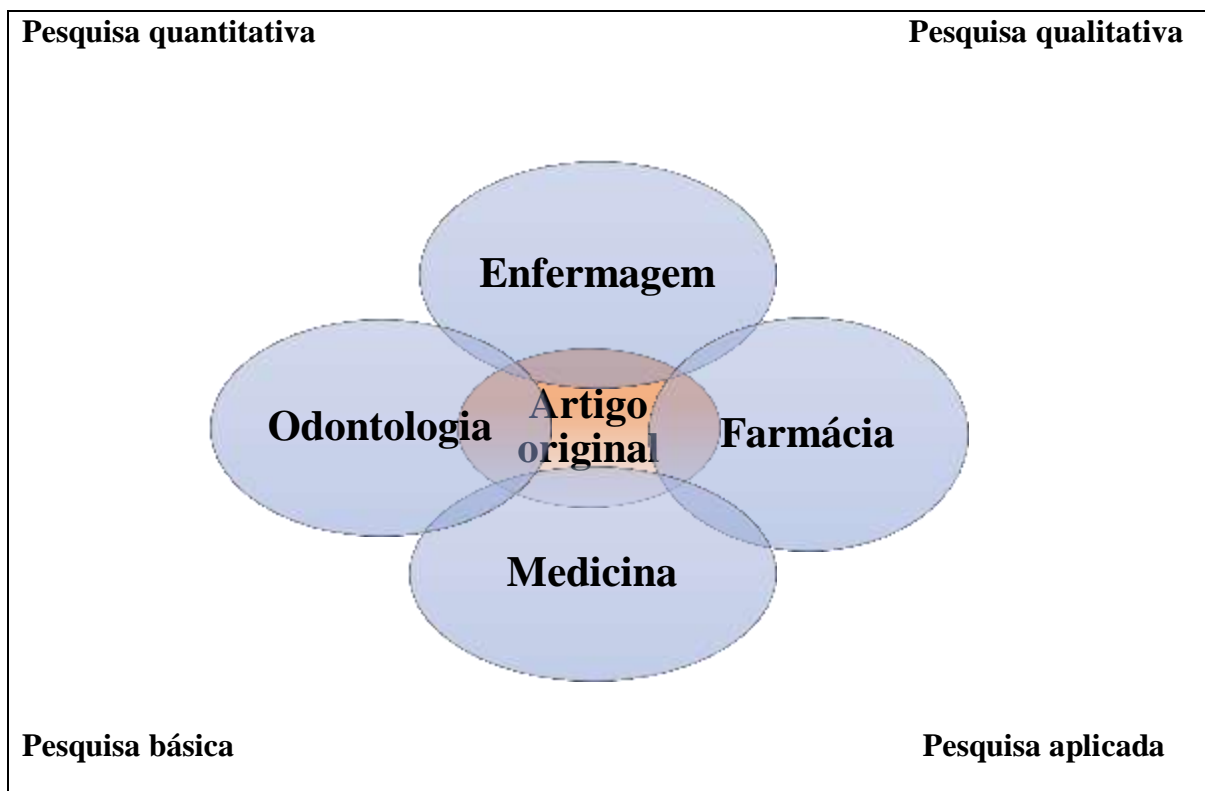 Pesquisa quantitativa
Pesquisa qualitativa
Enfermagem
Odontologia
Artigo
original
Farmácia
Medicina
Pesquisa básica
Pesquisa aplicada